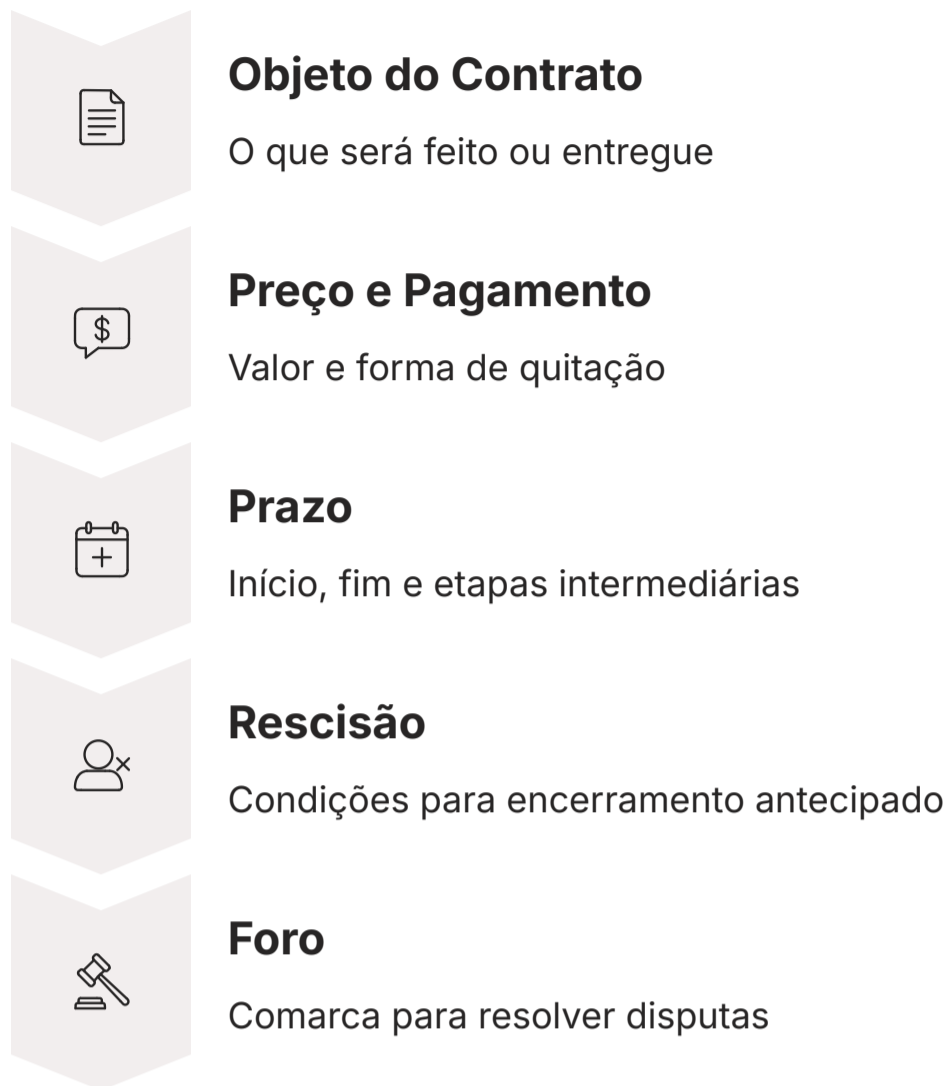 Objeto do Contrato
O que será feito ou entregue
$
Preço e Pagamento
Valor e forma de quitação
Prazo
Início, fim e etapas intermediárias
Rescisão
Condições para encerramento antecipado
Foro
Comarca para resolver disputas